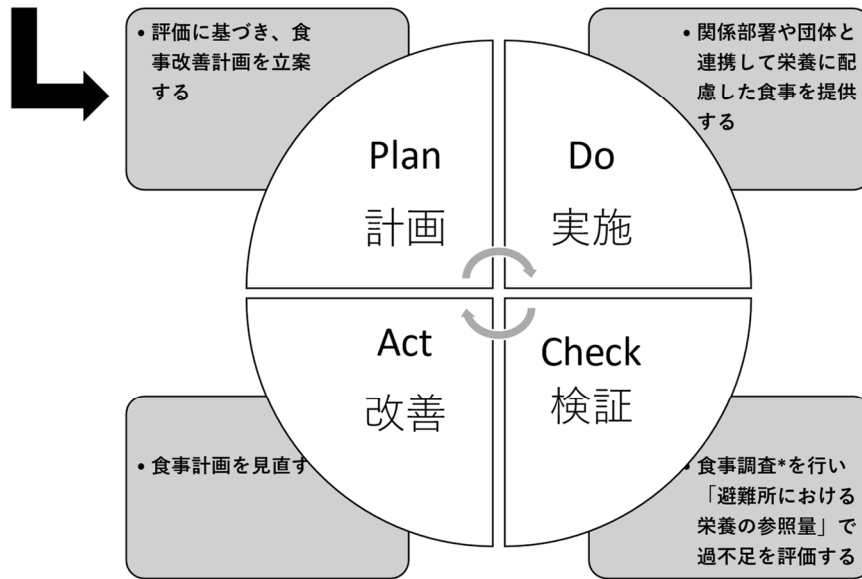 • 評価に基づき、食
事改善計画を立案
する
• 関係部署や団体と
連携して栄養に配
慮した食事を提供
する
Plan
計画
Do
実施
Act
改善
Check
検証
• 食事計画を見直す
• 食事調査*を行い
「避難所における
栄養の参照量」で
過不足を評価する